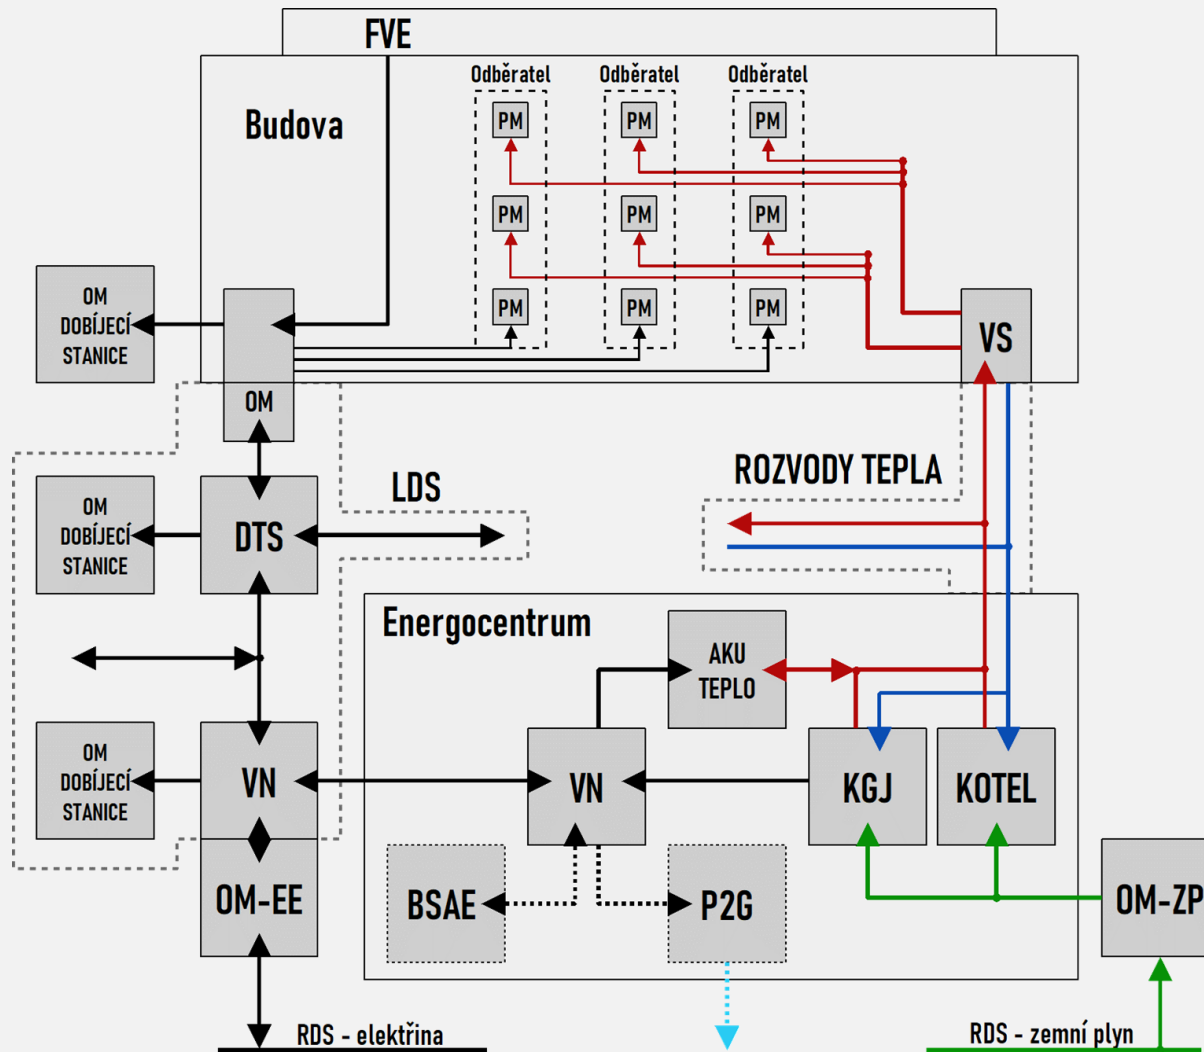 FVE
Budova
Odběratel
Odběratel
Odběratel
PM
PM
PM
PM
PM
PM
PM
PM
PM
OM
DOBÍJECÍ
STANICE
VS
OM
ROZVODY TEPLA
LDS
OM
DOBÍJECÍ
STANICE
DTS
Energocentrum
AKU
TEPLO
OM
DOBÍJECÍ
STANICE
VN
VN
KGJ
KOTEL
OM-EE
BSAE
P2G
OM-ZP
RDS - elektřina
RDS - zemní plyn